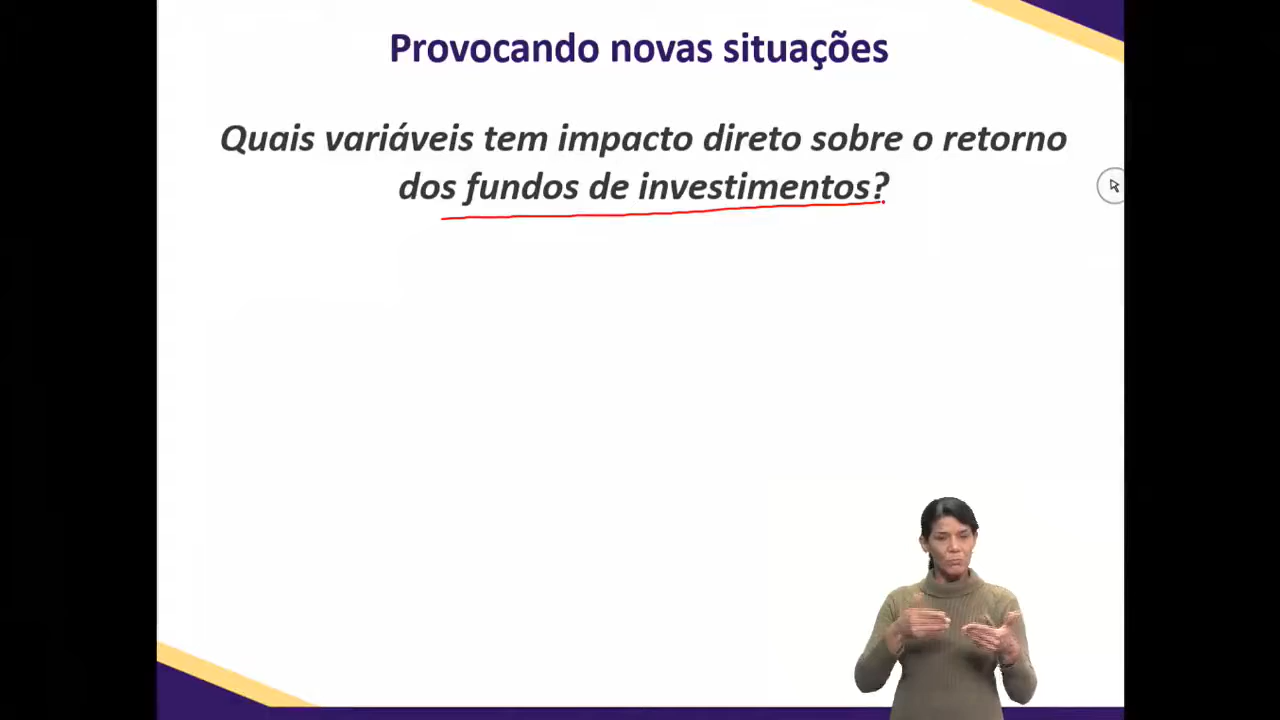 Provocando novas situações
Quais variáveis tem impacto direto sobre o retorno
dos fundos de investimentos?